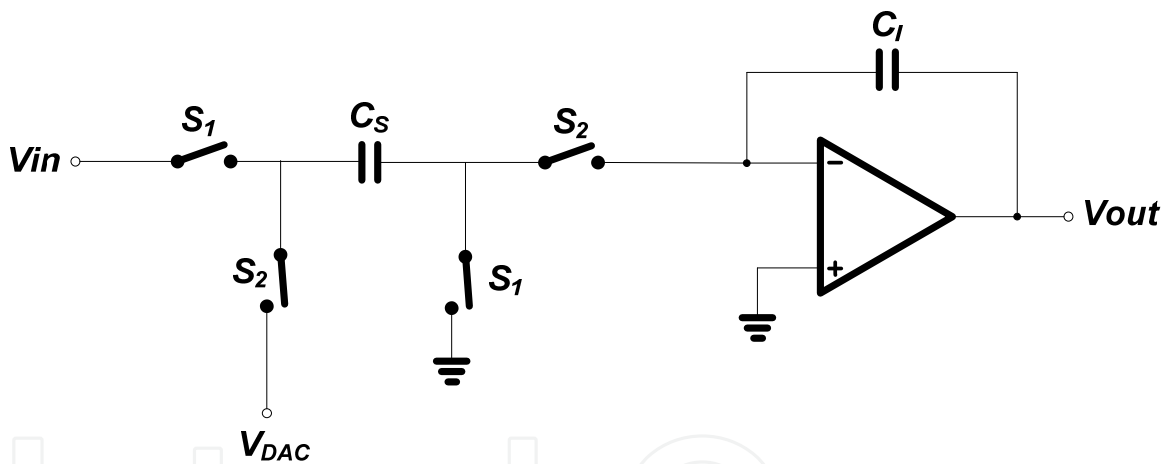 C_I
S_1
C_S
S_2
Vin
−
Vout
S_2
S_1
+
V_DAC